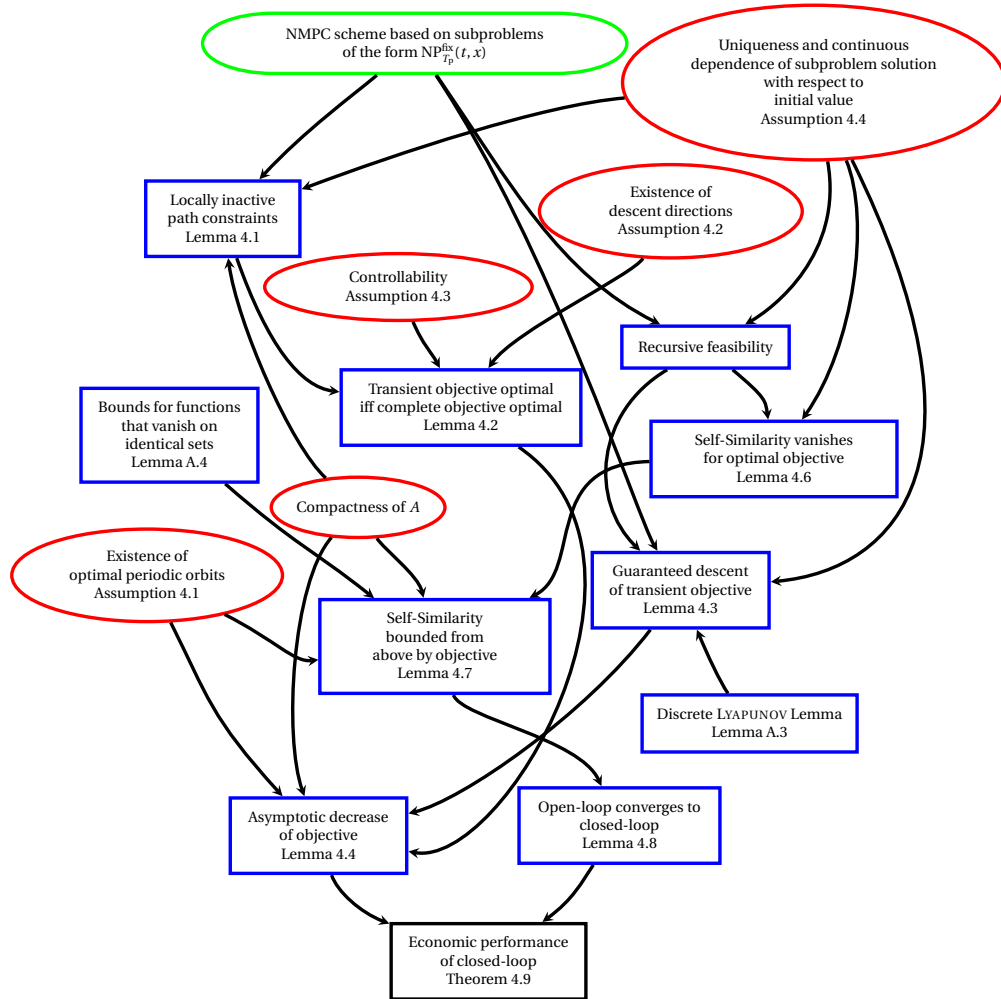 NMPC scheme based on subproblems
of the form NP^{fix}_{T_p}(t, x)
Uniqueness and continuous
dependence of subproblem solution
with respect to
initial value
Assumption 4.4
Locally inactive
path constraints
Lemma 4.1
Existence of
descent directions
Assumption 4.2
Controllability
Assumption 4.3
Recursive feasibility
Bounds for functions
that vanish on
identical sets
Lemma A.4
Transient objective optimal
iff complete objective optimal
Lemma 4.2
Self-Similarity vanishes
for optimal objective
Lemma 4.6
Compactness of A
Existence of
optimal periodic orbits
Assumption 4.1
Self-Similarity
bounded from
above by objective
Lemma 4.7
Guaranteed descent
of transient objective
Lemma 4.3
Discrete LYAPUNOV Lemma
Lemma A.3
Asymptotic decrease
of objective
Lemma 4.4
Open-loop converges to
closed-loop
Lemma 4.8
Economic performance
of closed-loop
Theorem 4.9